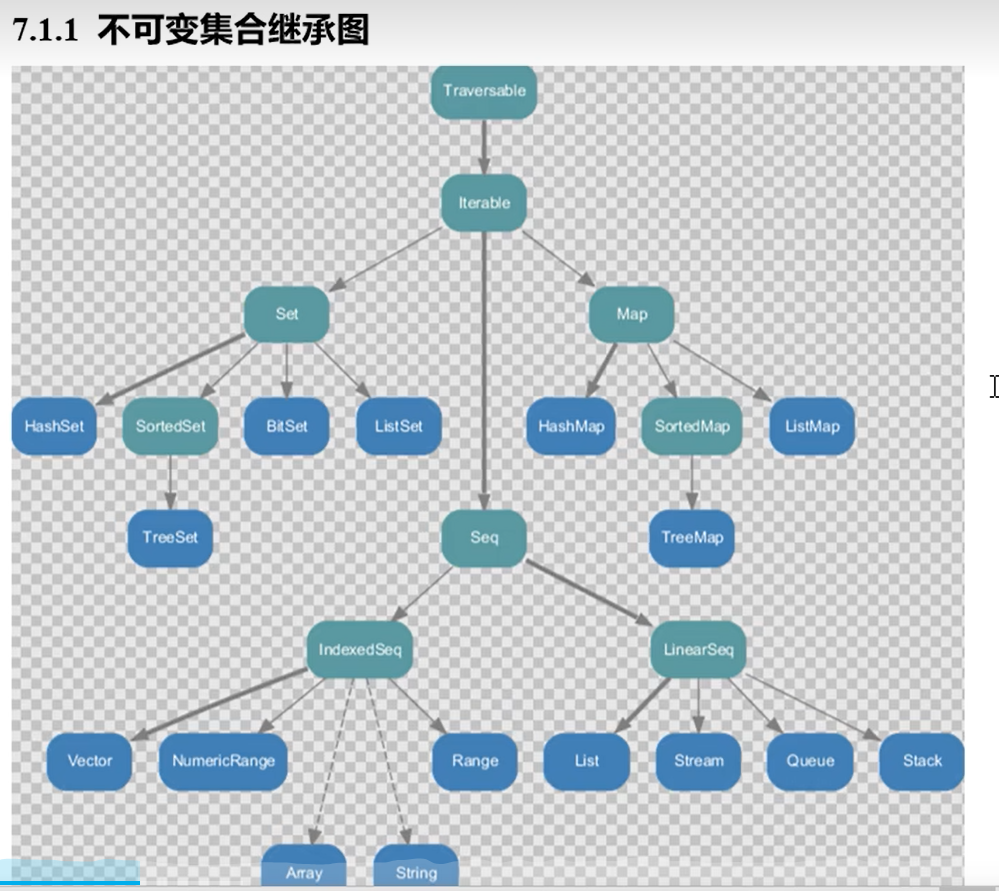 7.1.1 不可变集合继承图
Traversable
Iterable
Set
Map
HashSet
SortedSet
BitSet
ListSet
HashMap
SortedMap
ListMap
TreeSet
Seq
TreeMap
IndexedSeq
LinearSeq
Vector
NumericRange
Range
List
Stream
Queue
Stack
Array
String